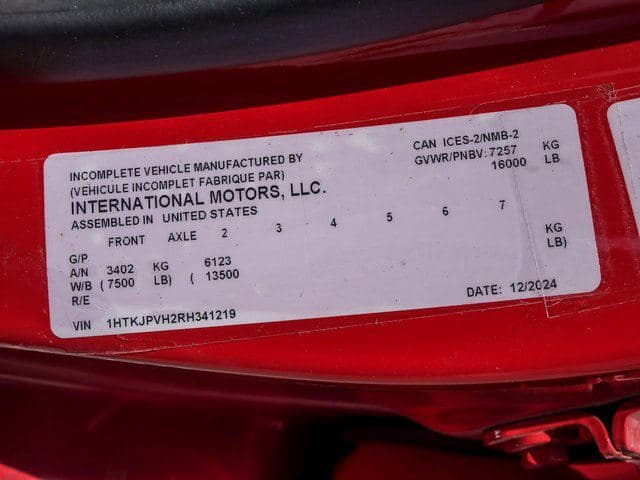 INCOMPLETE VEHICLE MANUFACTURED BY
(VEHICULE INCOMPLET FABRIQUE PAR)
INTERNATIONAL MOTORS, LLC.
ASSEMBLED IN UNITED STATES
CAN ICES-2/NMB-2
GVWR/PNBV: 7257 KG
16000 LB
FRONT AXLE 2 3 4 5 6 7
G/P
A/N 3402 KG 6123 KG
W/B ( 7500 LB) ( 13500 LB)
R/E
DATE: 12/2024
VIN 1HTKJPVH2RH341219